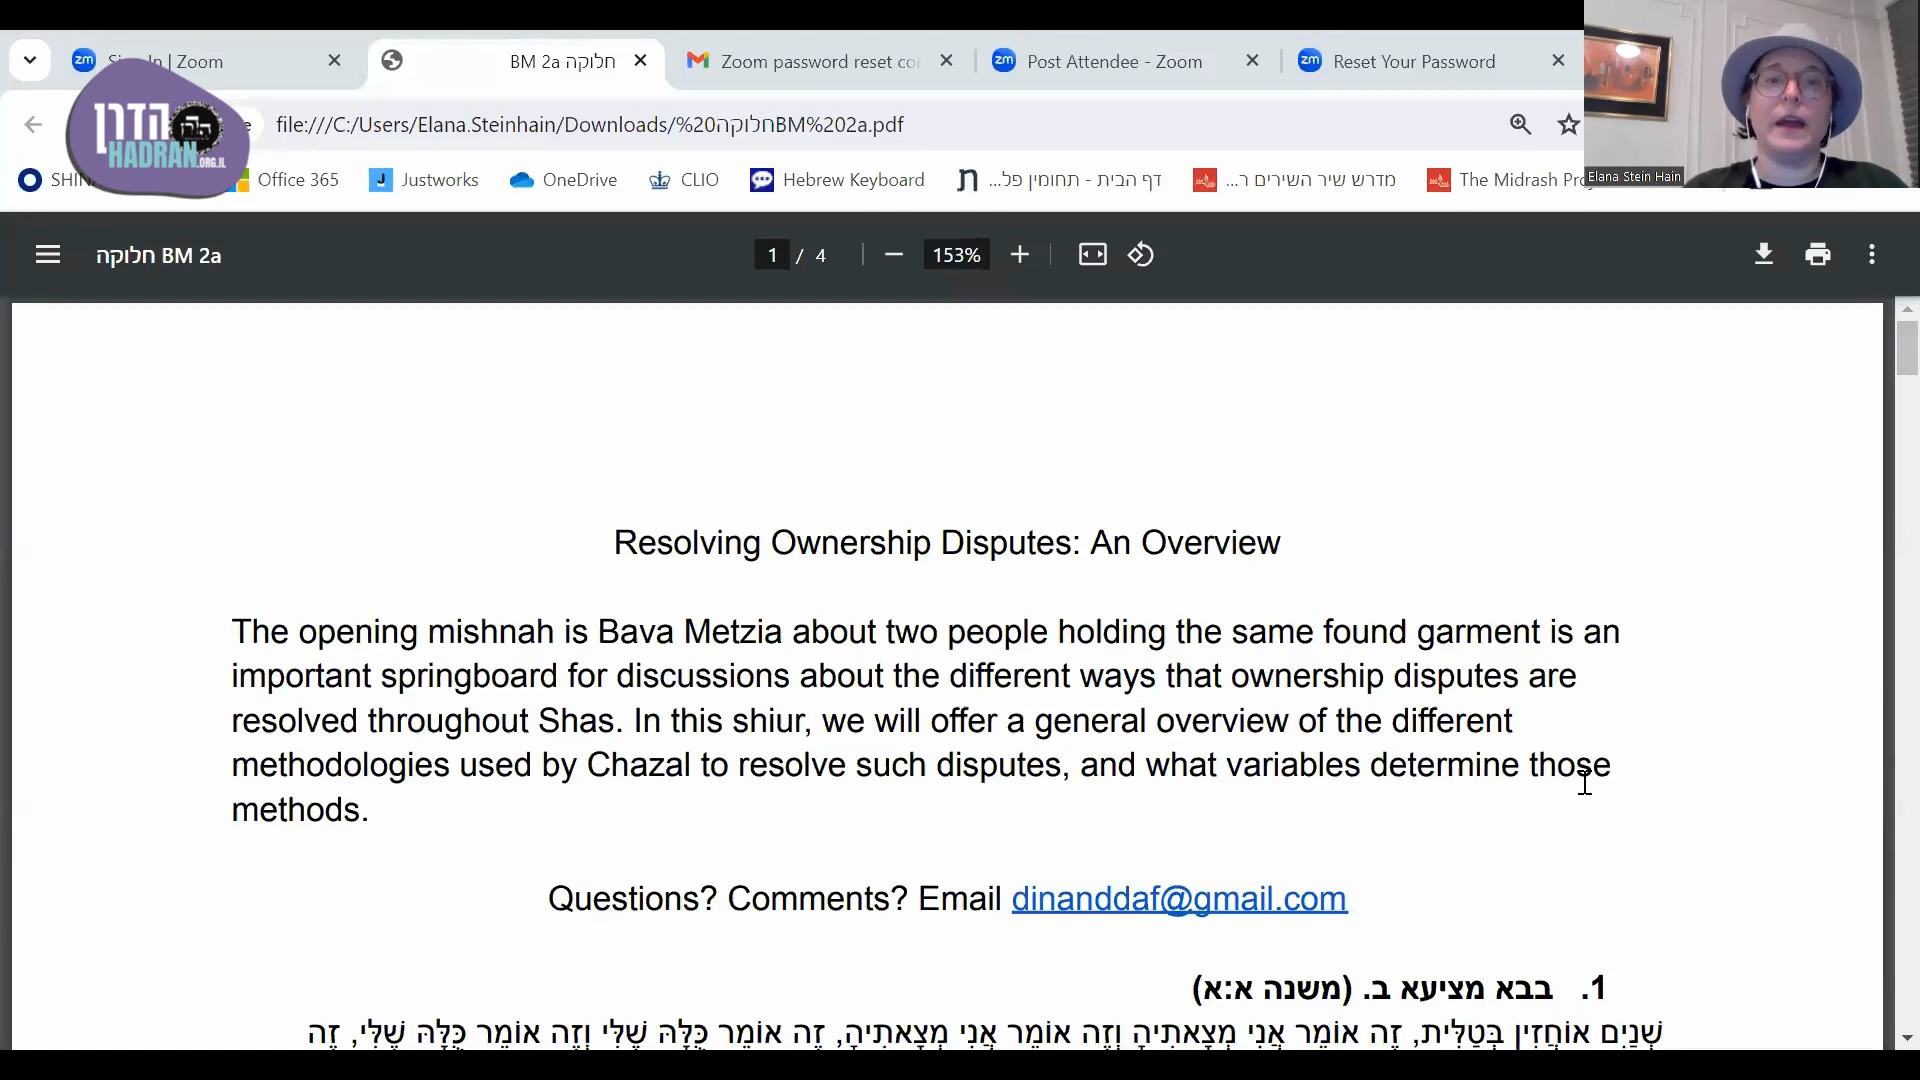 Zoom
BM 2a חלוקה
Zoom password reset co
Post Attendee - Zoom
Reset Your Password
הדרן
HADRAN.ORG.IL
file:///C:/Users/Elana.Steinhain/Downloads/%20חלוקהBM%202a.pdf
Office 365
Justworks
OneDrive
CLIO
Hebrew Keyboard
דף הבית - תחומין פל...
מדרש שיר השירים ר...
The Midrash Pro
Elana Stein Hain
חלוקה BM 2a
1 / 4
153%
Resolving Ownership Disputes: An Overview
The opening mishnah is Bava Metzia about two people holding the same found garment is an
important springboard for discussions about the different ways that ownership disputes are
resolved throughout Shas. In this shiur, we will offer a general overview of the different
methodologies used by Chazal to resolve such disputes, and what variables determine those
methods.
Questions? Comments? Email dinanddaf@gmail.com
1. בבא מציעא ב. (משנה א:א)
שְׁנַיִם אוֹחֲזִין בְּטַלִּית, זֶה אוֹמֵר אֲנִי מְצָאתִיהָ וְזֶה אוֹמֵר אֲנִי מְצָאתִיהָ, זֶה אוֹמֵר כֻּלָּהּ שֶׁלִּי וְזֶה אוֹמֵר כֻּלָּהּ שֶׁלִּי, זֶה